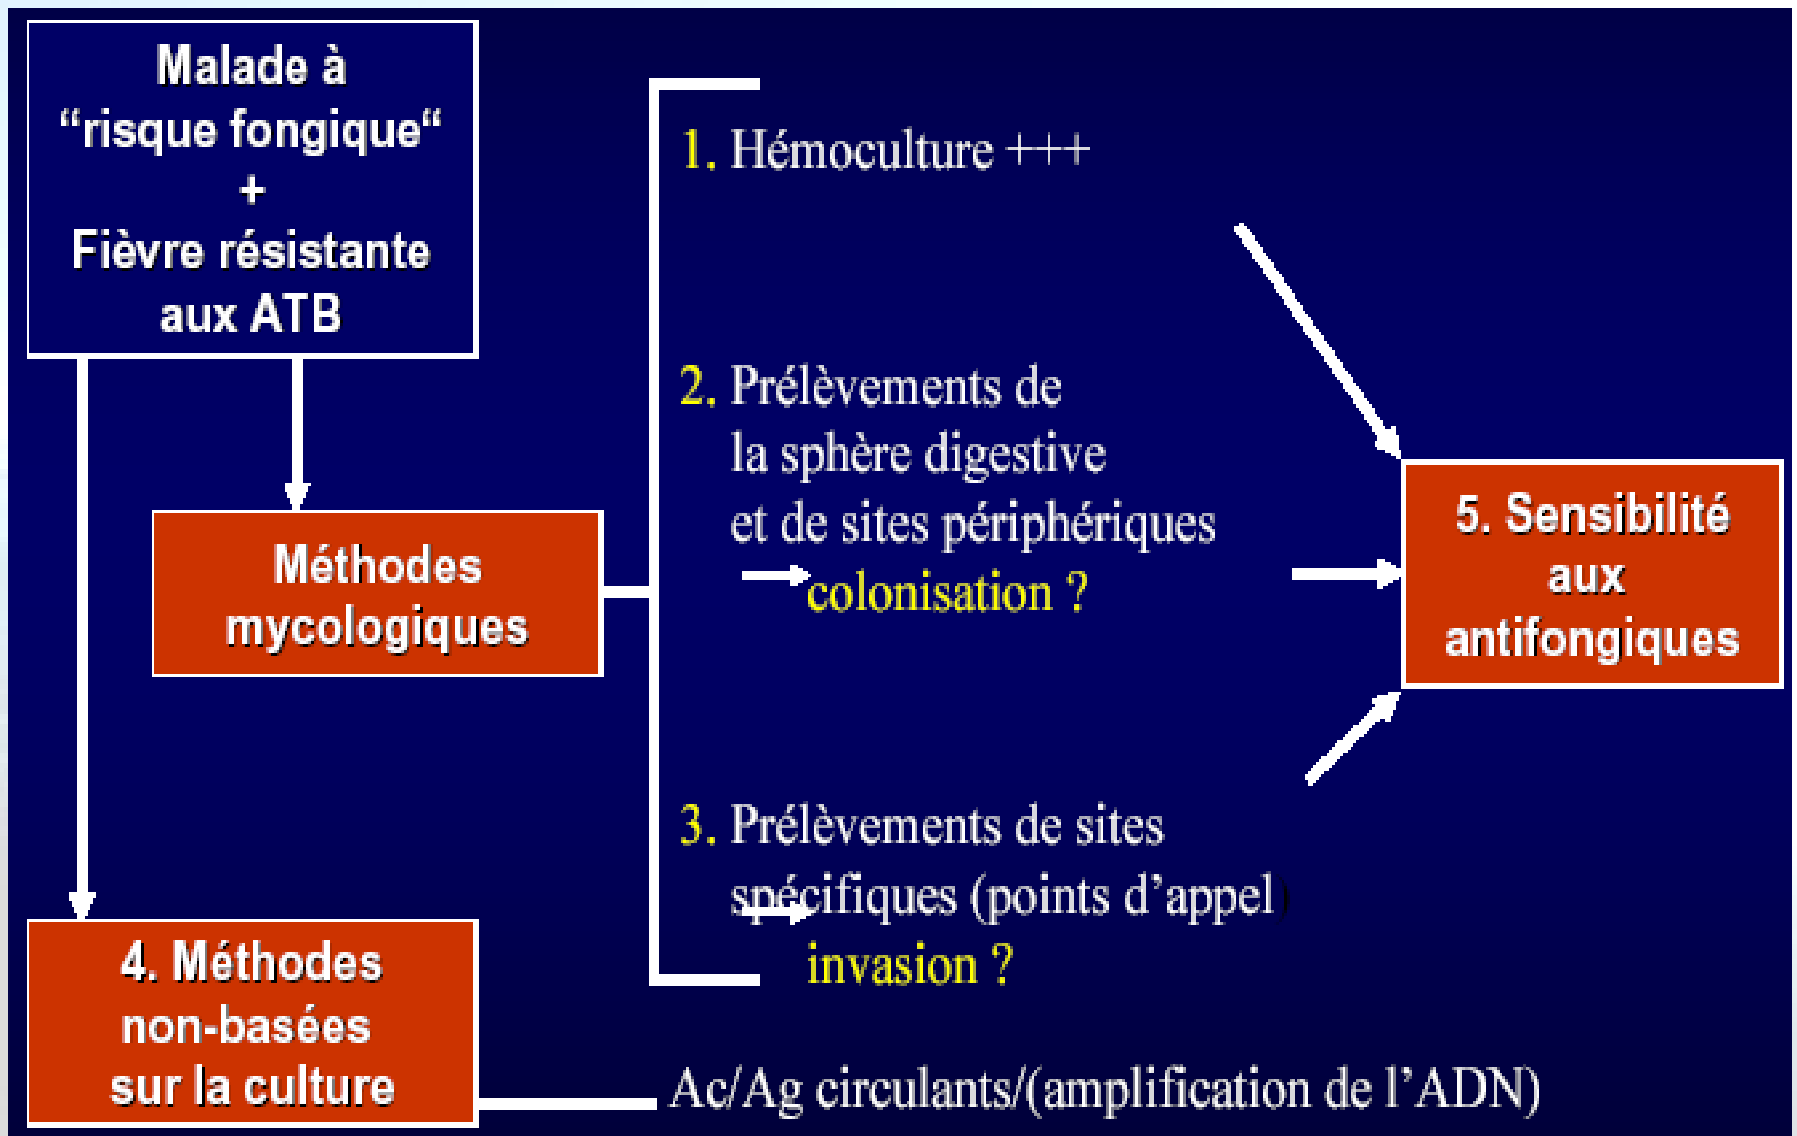 Malade à
“risque fongique“
+
Fièvre résistante
aux ATB
Méthodes
mycologiques
1. Hémoculture +++
2. Prélèvements de
la sphère digestive
et de sites périphériques
colonisation ?
3. Prélèvements de sites
spécifiques (points d’appel)
invasion ?
4. Méthodes
non-basées
sur la culture
Ac/Ag circulants/(amplification de l’ADN)
5. Sensibilité
aux
antifongiques